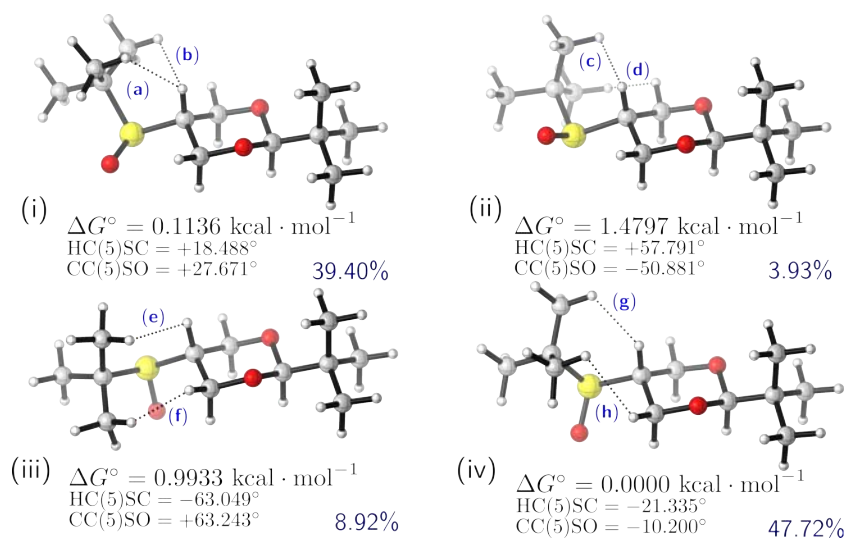 (b)
(a)
(i)
ΔG° = 0.1136 kcal · mol⁻¹
HC(5)SC = +18.488°
CC(5)SO = +27.671°
39.40%
(c)
(d)
(ii)
ΔG° = 1.4797 kcal · mol⁻¹
HC(5)SC = +57.791°
CC(5)SO = −50.881°
3.93%
(e)
(f)
(iii)
ΔG° = 0.9933 kcal · mol⁻¹
HC(5)SC = −63.049°
CC(5)SO = +63.243°
8.92%
(g)
(h)
(iv)
ΔG° = 0.0000 kcal · mol⁻¹
HC(5)SC = −21.335°
CC(5)SO = −10.200°
47.72%